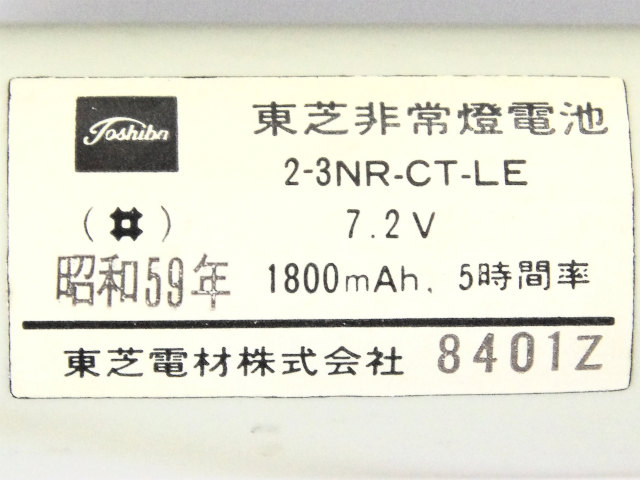 Toshiba
東芝非常燈電池
2-3NR-CT-LE
(井) 7.2V
昭和59年 1800mAh. 5時間率
東芝電材株式会社 8401Z